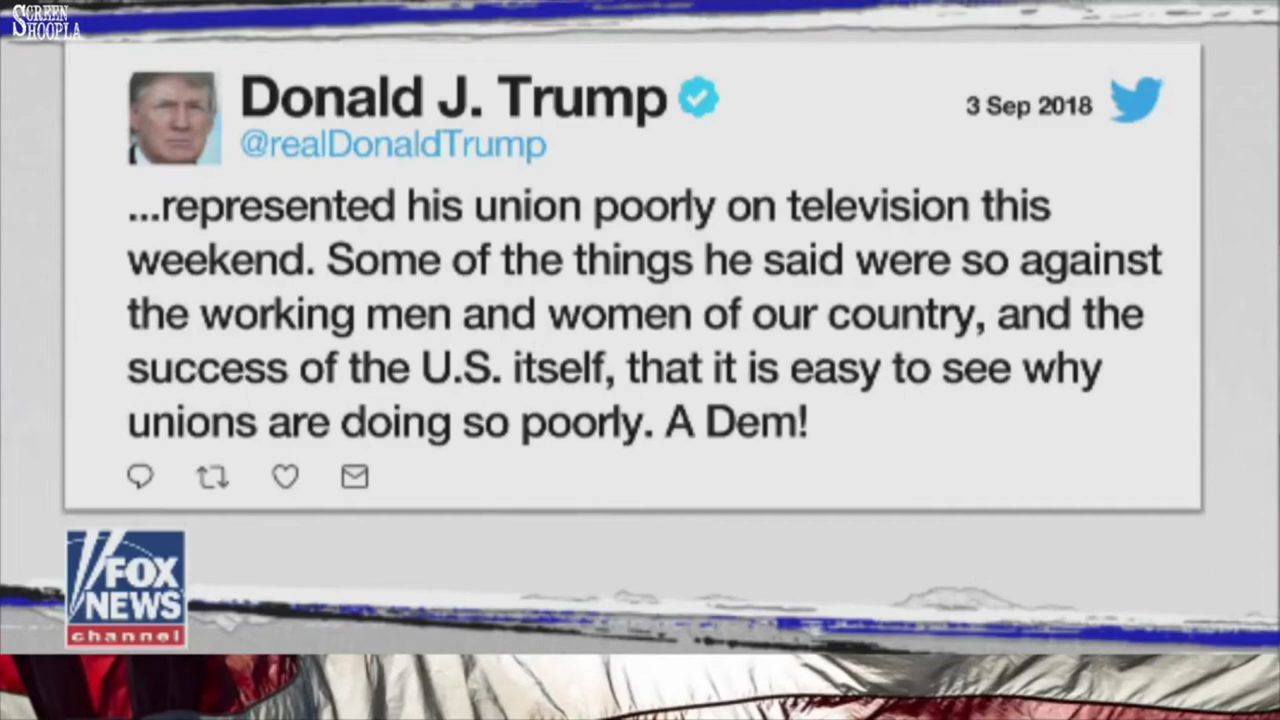 SCREEN
SHOOPLA
Donald J. Trump
3 Sep 2018
@realDonaldTrump
...represented his union poorly on television this
weekend. Some of the things he said were so against
the working men and women of our country, and the
success of the U.S. itself, that it is easy to see why
unions are doing so poorly. A Dem!
FOX
NEWS
channel